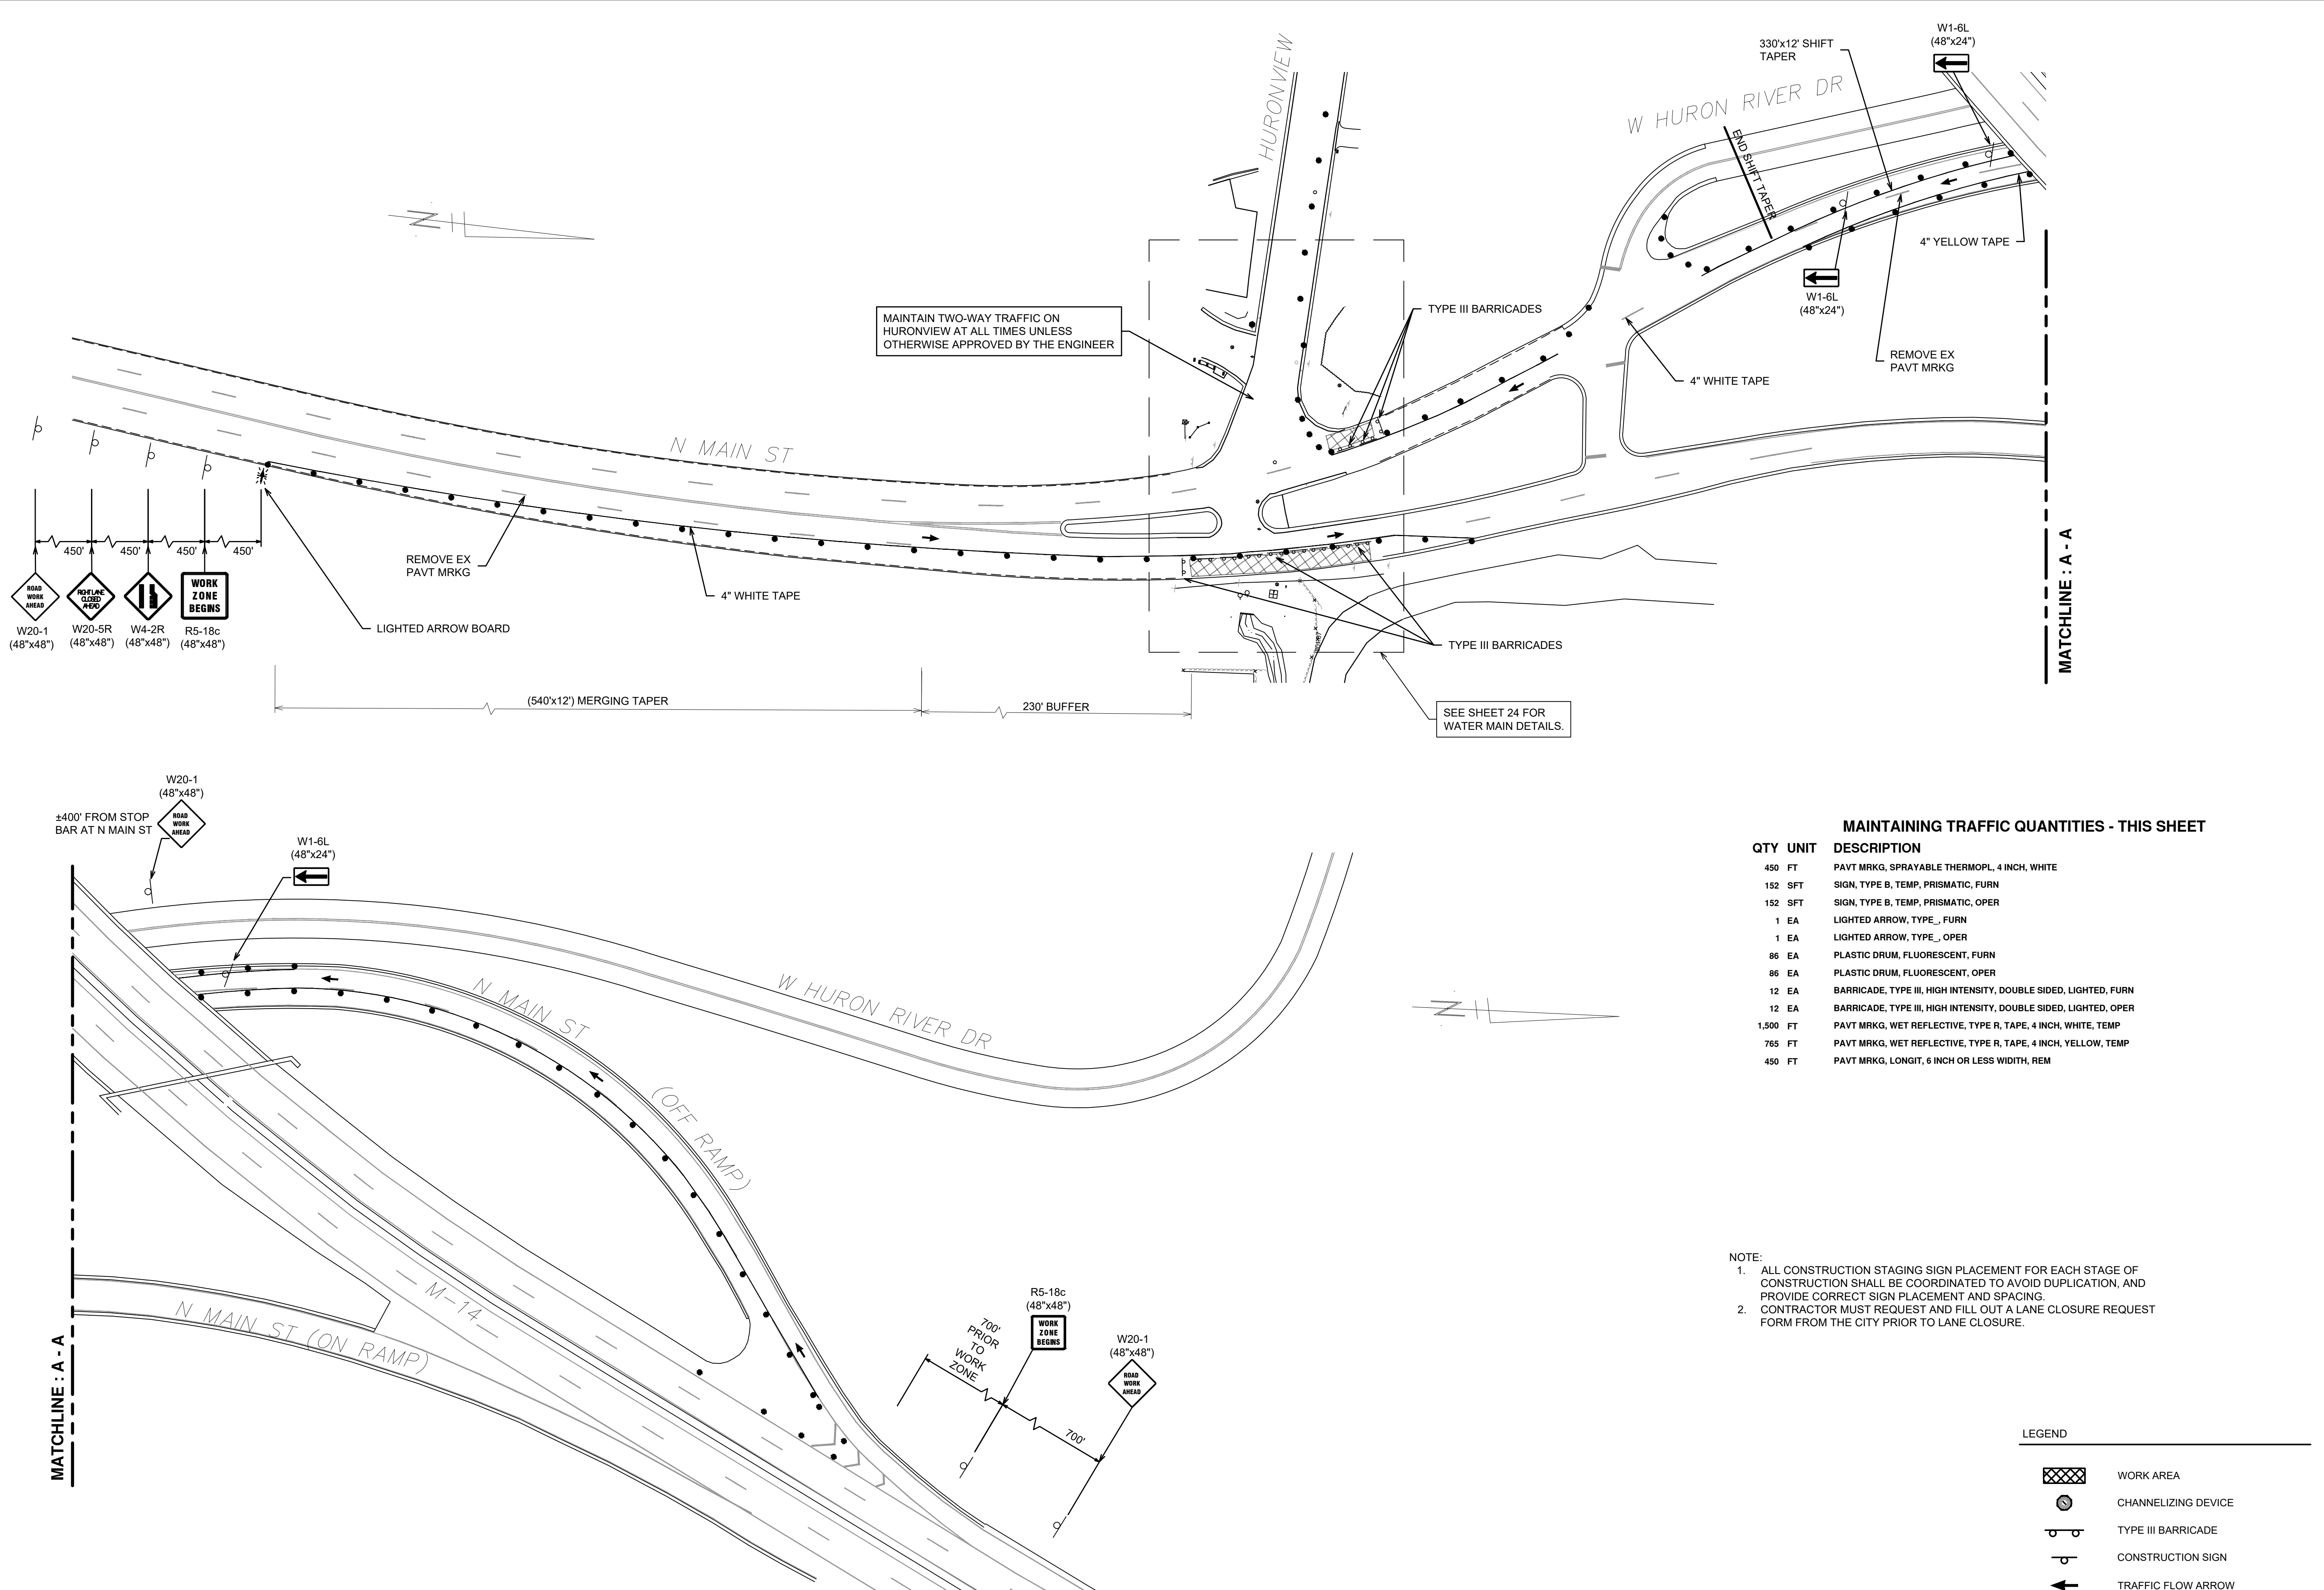 W1-6L
(48"x24")
330'x12' SHIFT
TAPER
HURONVIEW
W HURON RIVER DR
END SHIFT TAPER
4" YELLOW TAPE
W1-6L
(48"x24")
MAINTAIN TWO-WAY TRAFFIC ON
HURONVIEW AT ALL TIMES UNLESS
OTHERWISE APPROVED BY THE ENGINEER
TYPE III BARRICADES
REMOVE EX
PAVT MRKG
4" WHITE TAPE
N MAIN ST
450'
450'
450'
450'
REMOVE EX
PAVT MRKG
4" WHITE TAPE
LIGHTED ARROW BOARD
ROAD
WORK
AHEAD
RIGHT LANE
CLOSED
AHEAD
WORK
ZONE
BEGINS
W20-1
(48"x48")
W20-5R
(48"x48")
W4-2R
(48"x48")
R5-18c
(48"x48")
TYPE III BARRICADES
MATCHLINE : A - A
(540'x12') MERGING TAPER
230' BUFFER
SEE SHEET 24 FOR
WATER MAIN DETAILS.
W20-1
(48"x48")
±400' FROM STOP
BAR AT N MAIN ST
ROAD
WORK
AHEAD
W1-6L
(48"x24")
N MAIN ST
(OFF RAMP)
W HURON RIVER DR
M-14
N MAIN ST (ON RAMP)
MATCHLINE : A - A
700'
PRIOR
TO
WORK
ZONE
R5-18c
(48"x48")
WORK
ZONE
BEGINS
700'
W20-1
(48"x48")
ROAD
WORK
AHEAD
MAINTAINING TRAFFIC QUANTITIES - THIS SHEET
QTY UNIT DESCRIPTION
450 FT PAVT MRKG, SPRAYABLE THERMOPL, 4 INCH, WHITE
152 SFT SIGN, TYPE B, TEMP, PRISMATIC, FURN
152 SFT SIGN, TYPE B, TEMP, PRISMATIC, OPER
1 EA LIGHTED ARROW, TYPE_, FURN
1 EA LIGHTED ARROW, TYPE_, OPER
86 EA PLASTIC DRUM, FLUORESCENT, FURN
86 EA PLASTIC DRUM, FLUORESCENT, OPER
12 EA BARRICADE, TYPE III, HIGH INTENSITY, DOUBLE SIDED, LIGHTED, FURN
12 EA BARRICADE, TYPE III, HIGH INTENSITY, DOUBLE SIDED, LIGHTED, OPER
1,500 FT PAVT MRKG, WET REFLECTIVE, TYPE R, TAPE, 4 INCH, WHITE, TEMP
765 FT PAVT MRKG, WET REFLECTIVE, TYPE R, TAPE, 4 INCH, YELLOW, TEMP
450 FT PAVT MRKG, LONGIT, 6 INCH OR LESS WIDITH, REM
NOTE:
1. ALL CONSTRUCTION STAGING SIGN PLACEMENT FOR EACH STAGE OF
CONSTRUCTION SHALL BE COORDINATED TO AVOID DUPLICATION, AND
PROVIDE CORRECT SIGN PLACEMENT AND SPACING.
2. CONTRACTOR MUST REQUEST AND FILL OUT A LANE CLOSURE REQUEST
FORM FROM THE CITY PRIOR TO LANE CLOSURE.
LEGEND
WORK AREA
CHANNELIZING DEVICE
TYPE III BARRICADE
CONSTRUCTION SIGN
TRAFFIC FLOW ARROW